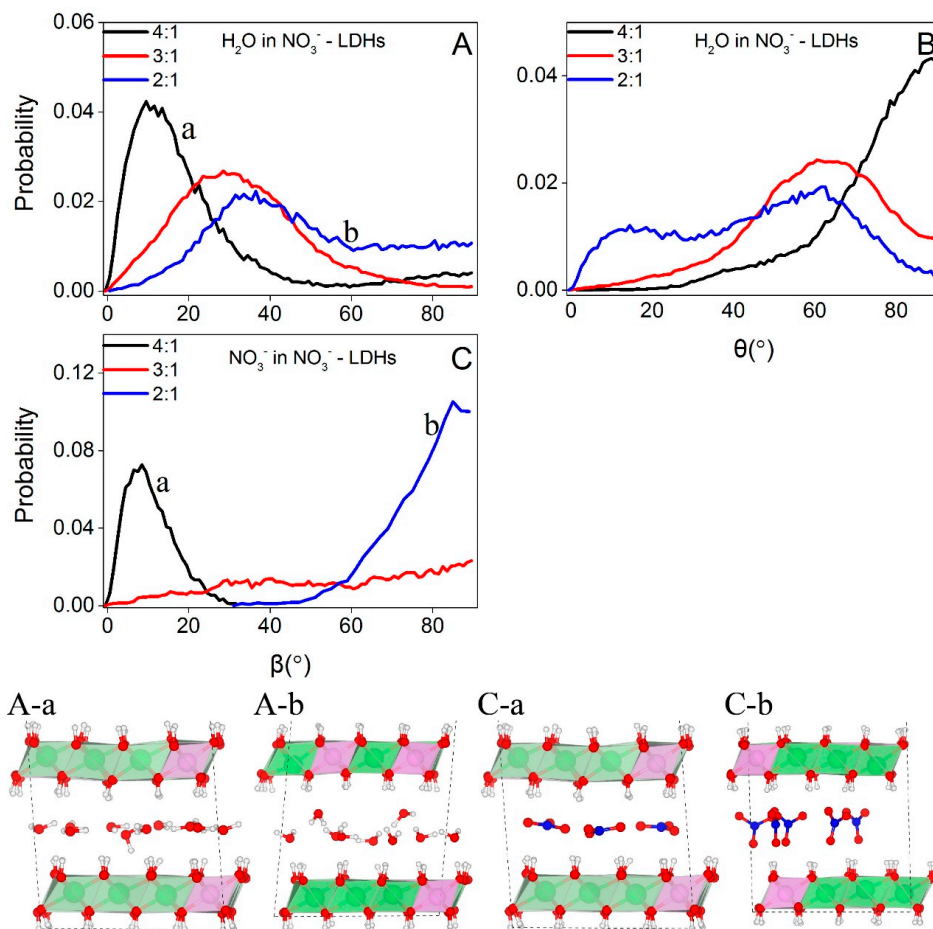 0.06
4:1
3:1
2:1
H₂O in NO₃⁻ - LDHs
A
0.04
a
0.02
b
0.00
0
20
40
60
80
Probability
4:1
3:1
2:1
H₂O in NO₃⁻ - LDHs
B
0.04
0.02
0.00
0
20
40
60
80
θ(°)
4:1
3:1
2:1
NO₃⁻ in NO₃⁻ - LDHs
C
0.12
0.08
a
b
0.04
0.00
0
20
40
60
80
Probability
β(°)
A-a
A-b
C-a
C-b